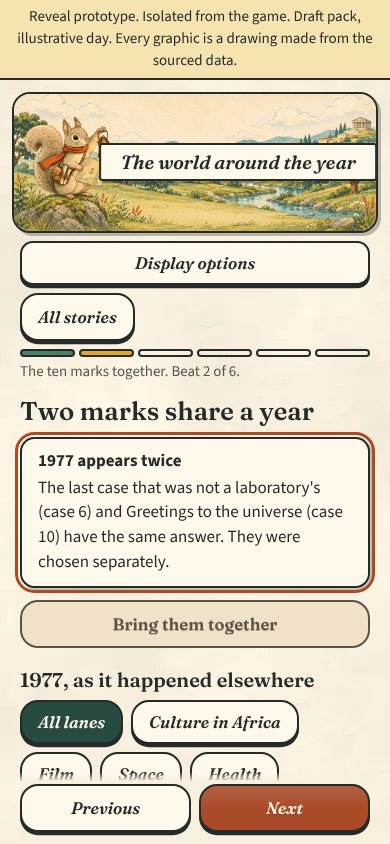 Reveal prototype. Isolated from the game. Draft pack,
illustrative day. Every graphic is a drawing made from the
sourced data.
The world around the year
Display options
All stories
The ten marks together. Beat 2 of 6.
Two marks share a year
1977 appears twice
The last case that was not a laboratory's
(case 6) and Greetings to the universe (case
10) have the same answer. They were
chosen separately.
Bring them together
1977, as it happened elsewhere
All lanes
Culture in Africa
Film
Space
Health
Previous
Next